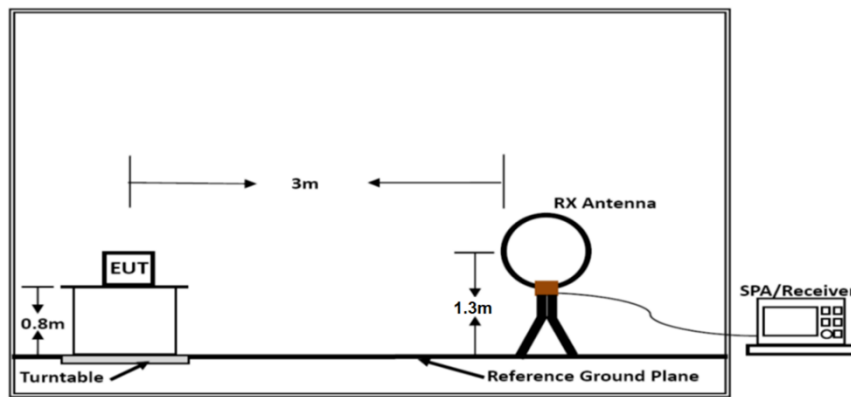 3m
RX Antenna
EUT
SPA/Receiver
0.8m
1.3m
Turntable
Reference Ground Plane